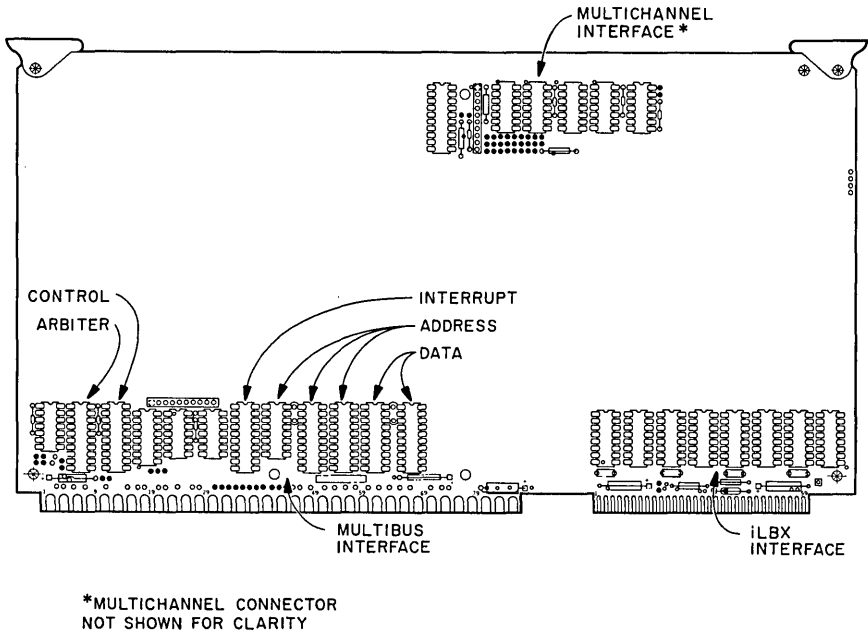 MULTICHANNEL
INTERFACE*
CONTROL
ARBITER
INTERRUPT
ADDRESS
DATA
MULTIBUS
INTERFACE
iLBX
INTERFACE
*MULTICHANNEL CONNECTOR
NOT SHOWN FOR CLARITY